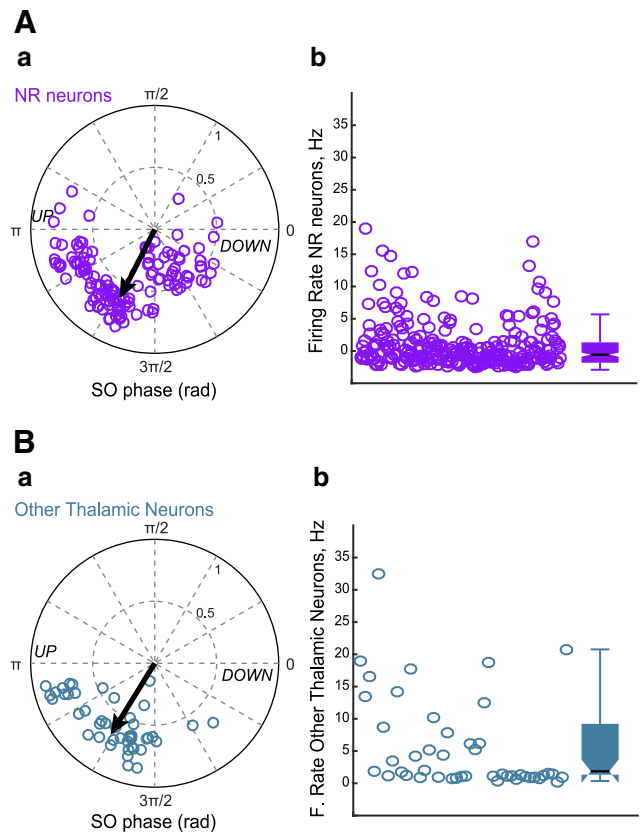 A
a
b
NR neurons
π/2
1
0.5
UP
π
0
DOWN
3π/2
SO phase (rad)
Firing Rate NR neurons, Hz
35
30
25
20
15
10
5
0
B
a
b
Other Thalamic Neurons
π/2
1
0.5
UP
π
0
DOWN
3π/2
SO phase (rad)
F. Rate Other Thalamic Neurons, Hz
35
30
25
20
15
10
5
0